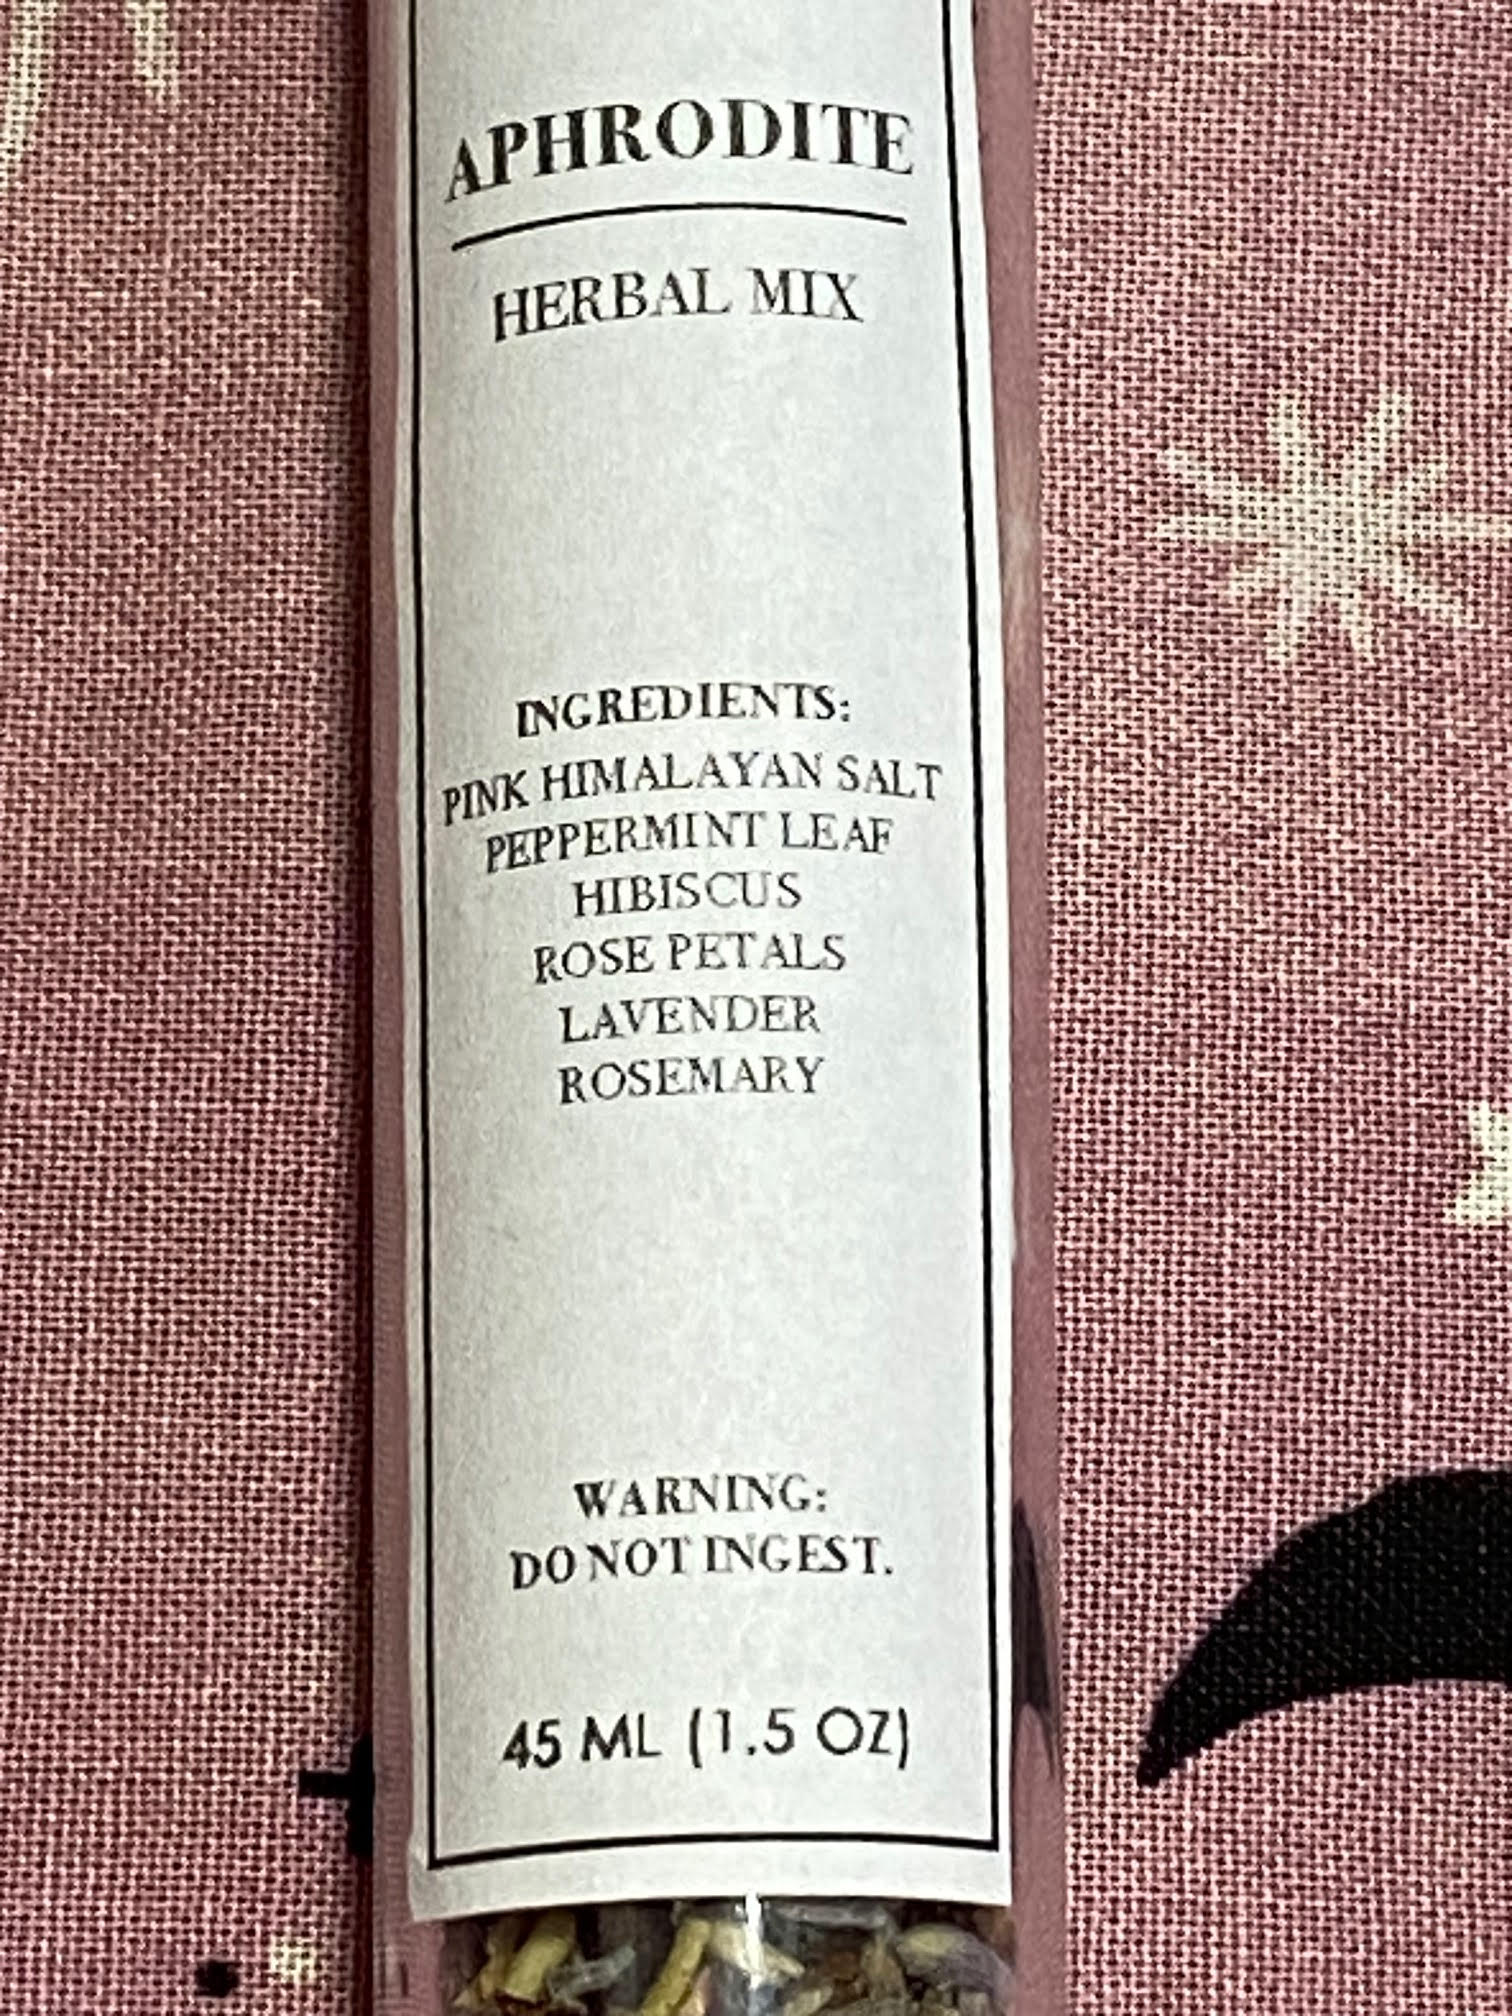 APHRODITE
HERBAL MIX
INGREDIENTS:
PINK HIMALAYAN SALT
PEPPERMINT LEAF
HIBISCUS
ROSE PETALS
LAVENDER
ROSEMARY
WARNING:
DO NOT INGEST.
45 ML (1.5 OZ)